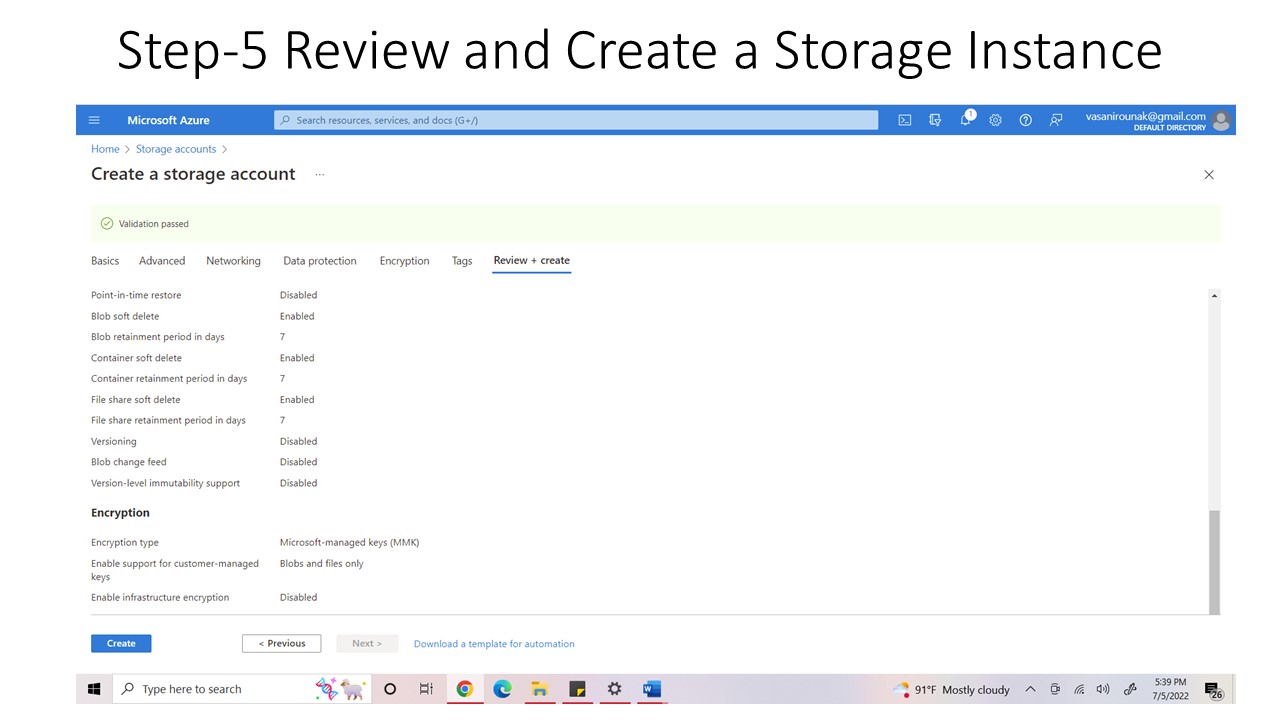 Step-5 Review and Create a Storage Instance
Microsoft Azure
Search resources, services, and docs (G+/)
1
vasanirounak@gmail.com
DEFAULT DIRECTORY
Home > Storage accounts >
Create a storage account ...
Validation passed
Basics Advanced Networking Data protection Encryption Tags Review + create
Point-in-time restore Disabled
Blob soft delete Enabled
Blob retainment period in days 7
Container soft delete Enabled
Container retainment period in days 7
File share soft delete Enabled
File share retainment period in days 7
Versioning Disabled
Blob change feed Disabled
Version-level immutability support Disabled
Encryption
Encryption type Microsoft-managed keys (MMK)
Enable support for customer-managed Blobs and files only
keys
Enable infrastructure encryption Disabled
Create < Previous Next > Download a template for automation
Type here to search
91°F Mostly cloudy
5:39 PM
7/5/2022
26